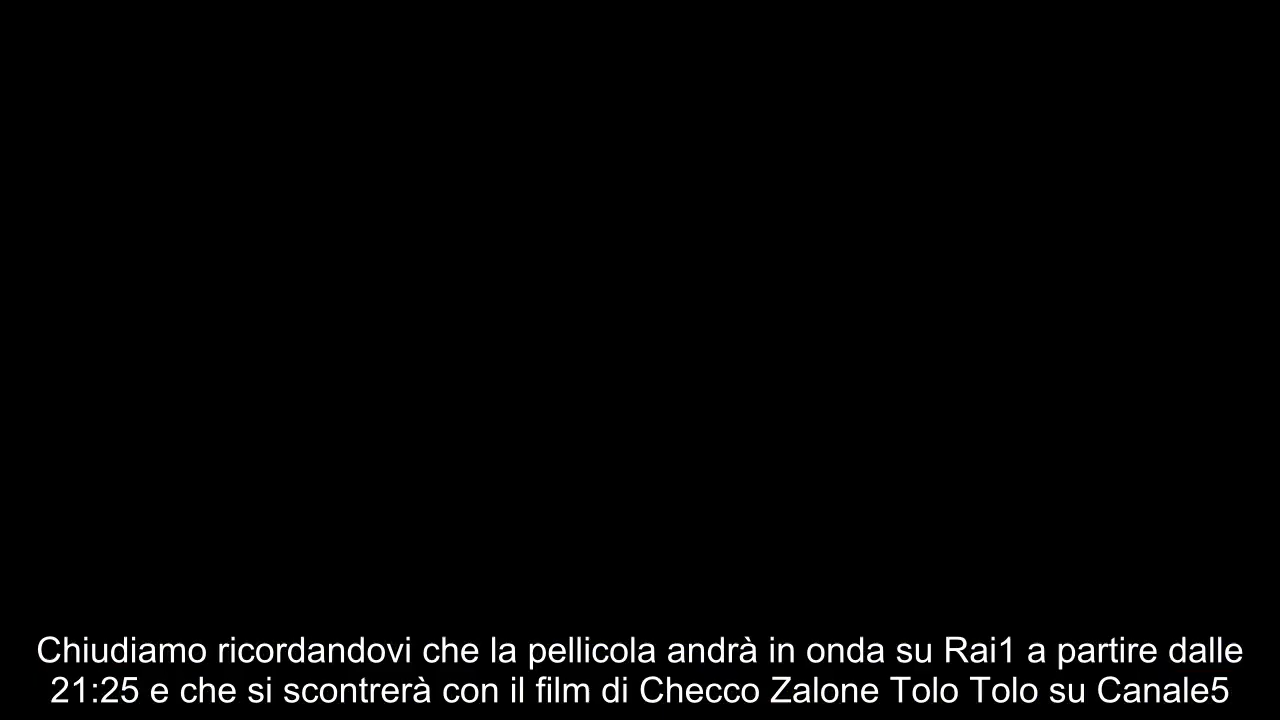 Chiudiamo ricordandovi che la pellicola andrà in onda su Rai1 a partire dalle
21:25 e che si scontrerà con il film di Checco Zalone Tolo Tolo su Canale5